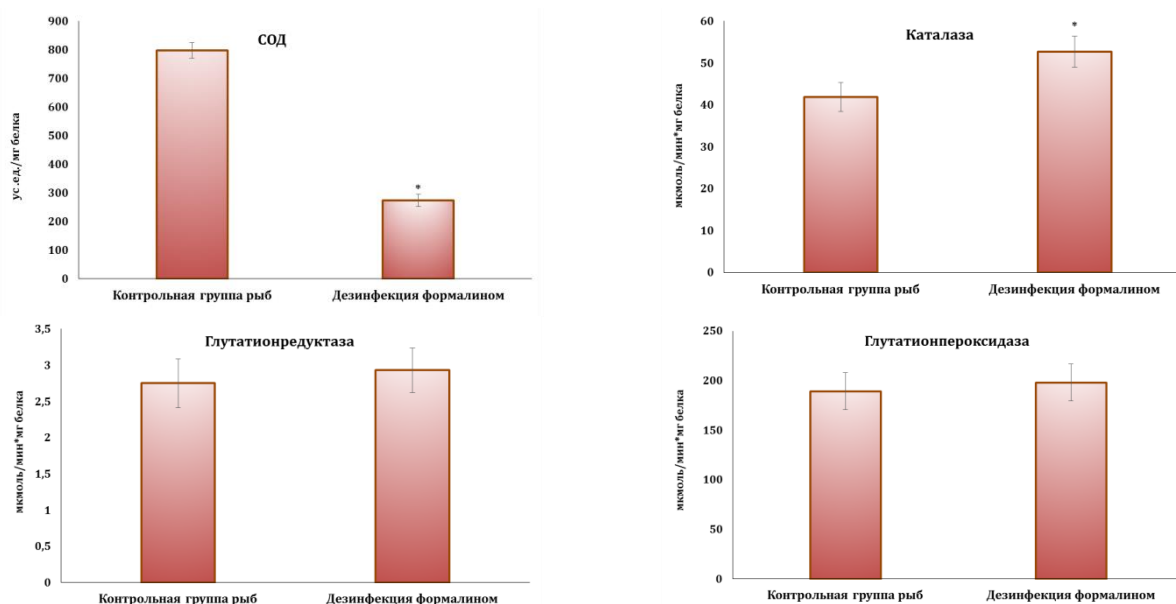 СОД
ус.ед./мг белка
900
800
700
600
500
400
300
200
100
0
*
Контрольная группа рыб
Дезинфекция формалином
Каталаза
мкмоль/мин*мг белка
60
50
40
30
20
10
0
*
Контрольная группа рыб
Дезинфекция формалином
Глутатионредуктаза
мкмоль/мин*мг белка
3,5
3
2,5
2
1,5
1
0,5
0
Контрольная группа рыб
Дезинфекция формалином
Глутатионпероксидаза
мкмоль/мин*мг белка
250
200
150
100
50
0
Контрольная группа рыб
Дезинфекция формалином